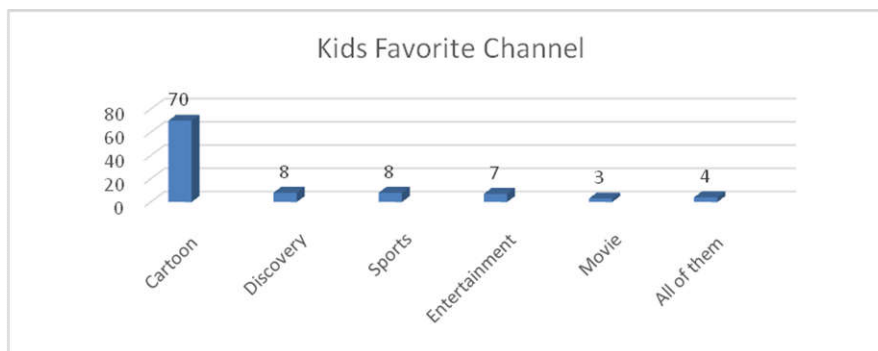 Kids Favorite Channel
80
60
40
20
0
70
8
8
7
3
4
Cartoon
Discovery
Sports
Entertainment
Movie
All of them